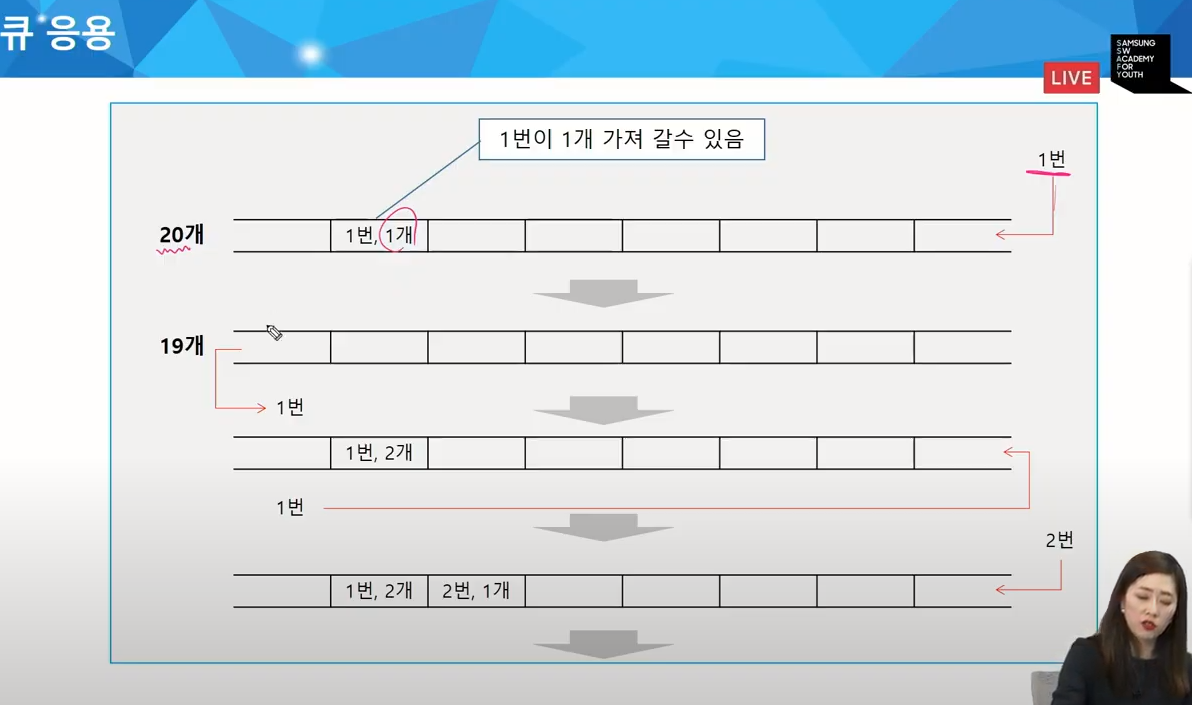 큐 응용
SAMSUNG
SW
ACADEMY
FOR
YOUTH
LIVE
1번이 1개 가져 갈수 있음
1번
20개
1번, 1개
19개
1번
1번, 2개
1번
2번
1번, 2개
2번, 1개